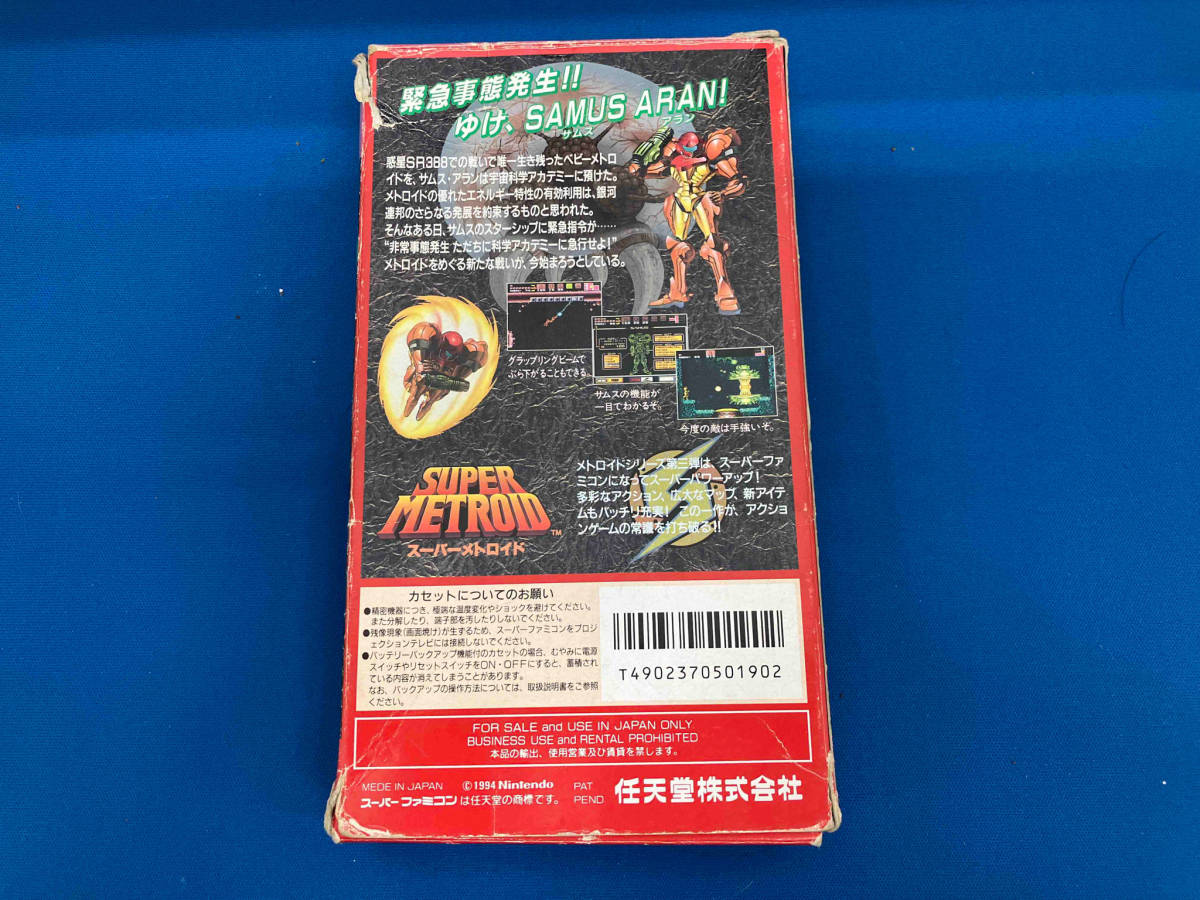 緊急事態発生!!
ゆけ、SAMUS ARAN!
サムス アラン
惑星SR388での戦いで唯一生き残ったベビーメトロ
イドを、サムス・アランは宇宙科学アカデミーに預けた。
メトロイドの優れたエネルギー特性の有効利用は、銀河
連邦のさらなる発展を約束するものと思われた。
そんなある日、サムスのスターシップに緊急指令が……
“非常事態発生 ただちに科学アカデミーに急行せよ!”
メトロイドをめぐる新たな戦いが、今始まろうとしている。
グラップリングビームで
ぶら下がることもできる。
サムスの機能が
一目でわかるぞ。
今度の敵は手強いぞ。
SUPER
METROID™
スーパーメトロイド
メトロイドシリーズ第三弾は、スーパーファ
ミコンになってスーパーパワーアップ!
多彩なアクション、広大なマップ、新アイテ
ムもバッチリ充実! この一作が、アクショ
ンゲームの常識を打ち破る!!
カセットについてのお願い
●精密機器につき、極端な温度変化やショックを避けてください。
また分解したり、端子部を汚したりしないでください。
●残像現象(画面焼け)が生ずるため、スーパーファミコンをプロジ
ェクションテレビには接続しないでください。
●バッテリーバックアップ機能付のカセットの場合、むやみに電源
スイッチやリセットスイッチをON・OFFにすると、蓄積され
ている内容が消えてしまうことがあります。
なお、バックアップの操作方法については、取扱説明書をご参照
ください。
T4902370501902
FOR SALE and USE IN JAPAN ONLY.
BUSINESS USE and RENTAL PROHIBITED
本品の輸出、使用営業及び賃貸を禁じます。
MEDE IN JAPAN ©1994 Nintendo PAT
スーパーファミコンは任天堂の商標です。 PEND.
任天堂株式会社